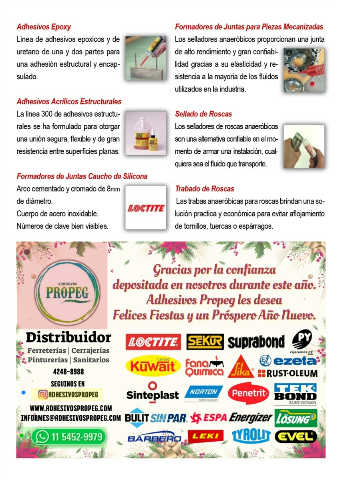 Adhesivos Epoxy
Línea de adhesivos epoxicos y de
uretano de una y dos partes para
una adhesión estructural y encap-
sulado.
Adhesivos Acrílicos Estructurales
La línea 300 de adhesivos estructu-
rales se ha formulado para otorgar
una unión segura, flexible y de gran
resistencia entre superficies planas.
Formadores de Juntas Caucho de Silicona
Arco cementado y cromado de 8mm
de diámetro.
Cuerpo de acero inoxidable.
Números de clave bien visibles.
LOCTITE
Formadores de Juntas para Piezas Mecanizadas
Los selladores anaeróbicos proporcionan una junta
de alto rendimiento y gran confiabi-
lidad gracias a su elasticidad y re-
sistencia a la mayoría de los fluidos
utilizados en la industria.
Sellado de Roscas
Los selladores de roscas anaeróbicos
son una alternativa confiable en el mo-
mento de armar una instalación, cual-
quiera sea el fluido que transporte.
Trabado de Roscas
Las trabas anaeróbicas para roscas brindan una so-
lución practica y económica para evitar aflojamiento
de tornillos, tuercas o espárragos.
PROPEG
Gracias por la confianza
depositada en nosotros durante este año.
Adhesivos Propeg les desea
Felices Fiestas y un Próspero Año Nuevo.
Distribuidor
Ferreterías | Cerrajerías
Pinturerías | Sanitarios
4248-8988
SEGUINOS EN
@ADHESIVOSPROPEG
WWW.ADHESIVOSPROPEG.COM
INFORMES@ADHESIVOSPROPEG.COM
11 5452-9979
LOCTITE SEKUR suprabond
Kuwait FANA QUIMICA Sika ezeta
RUST-OLEUM
Sinteplast NORTON Penetrit TEK BOND
BULIT SIN PAR. ESPA Energizer LÖSUNG
BARBERO LEKI TYROLIT EVEL